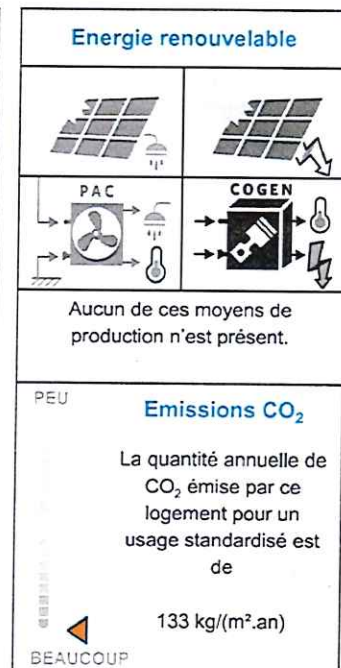 Energie renouvelable
PAC
COGEN
Aucun de ces moyens de
production n'est présent.
PEU
Emissions CO₂
La quantité annuelle de
CO₂ émise par ce
logement pour un
usage standardisé est
de
133 kg/(m².an)
BEAUCOUP